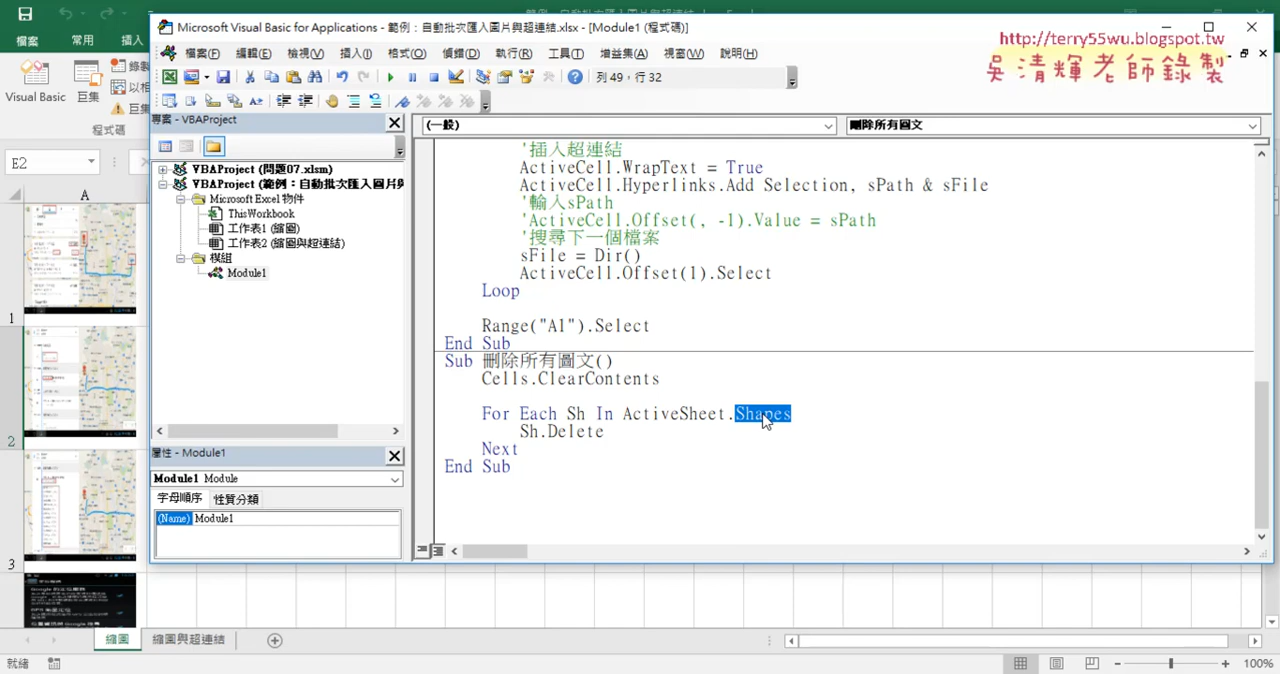 Microsoft Visual Basic for Applications - 範例：自動批次匯入圖片與超連結.xlsx - [Module1 (程式碼)]
http://terry55wu.blogspot.tw
吳清輝老師錄製
檔案 常用 插入
檔案(F) 編輯(E) 檢視(V) 插入(I) 格式(O) 偵錯(D) 執行(R) 工具(T) 增益集(A) 視窗(W) 說明(H)
列 49，行 32
Visual Basic 巨集
程式碼
專案 - VBAProject
(一般)
刪除所有圖文
E2
A
VBAProject (問題07.xlsm)
VBAProject (範例：自動批次匯入圖片與
Microsoft Excel 物件
ThisWorkbook
工作表1 (縮圖)
工作表2 (縮圖與超連結)
模組
Module1
'插入超連結
ActiveCell.WrapText = True
ActiveCell.Hyperlinks.Add Selection, sPath & sFile
'輸入sPath
'ActiveCell.Offset(, -1).Value = sPath
'搜尋下一個檔案
sFile = Dir()
ActiveCell.Offset(1).Select
Loop
Range("A1").Select
End Sub
Sub 刪除所有圖文()
Cells.ClearContents
For Each Sh In ActiveSheet.Shapes
Sh.Delete
Next
End Sub
屬性 - Module1
Module1 Module
字母順序 性質分類
(Name) Module1
1
2
3
縮圖 縮圖與超連結
就緒
100%